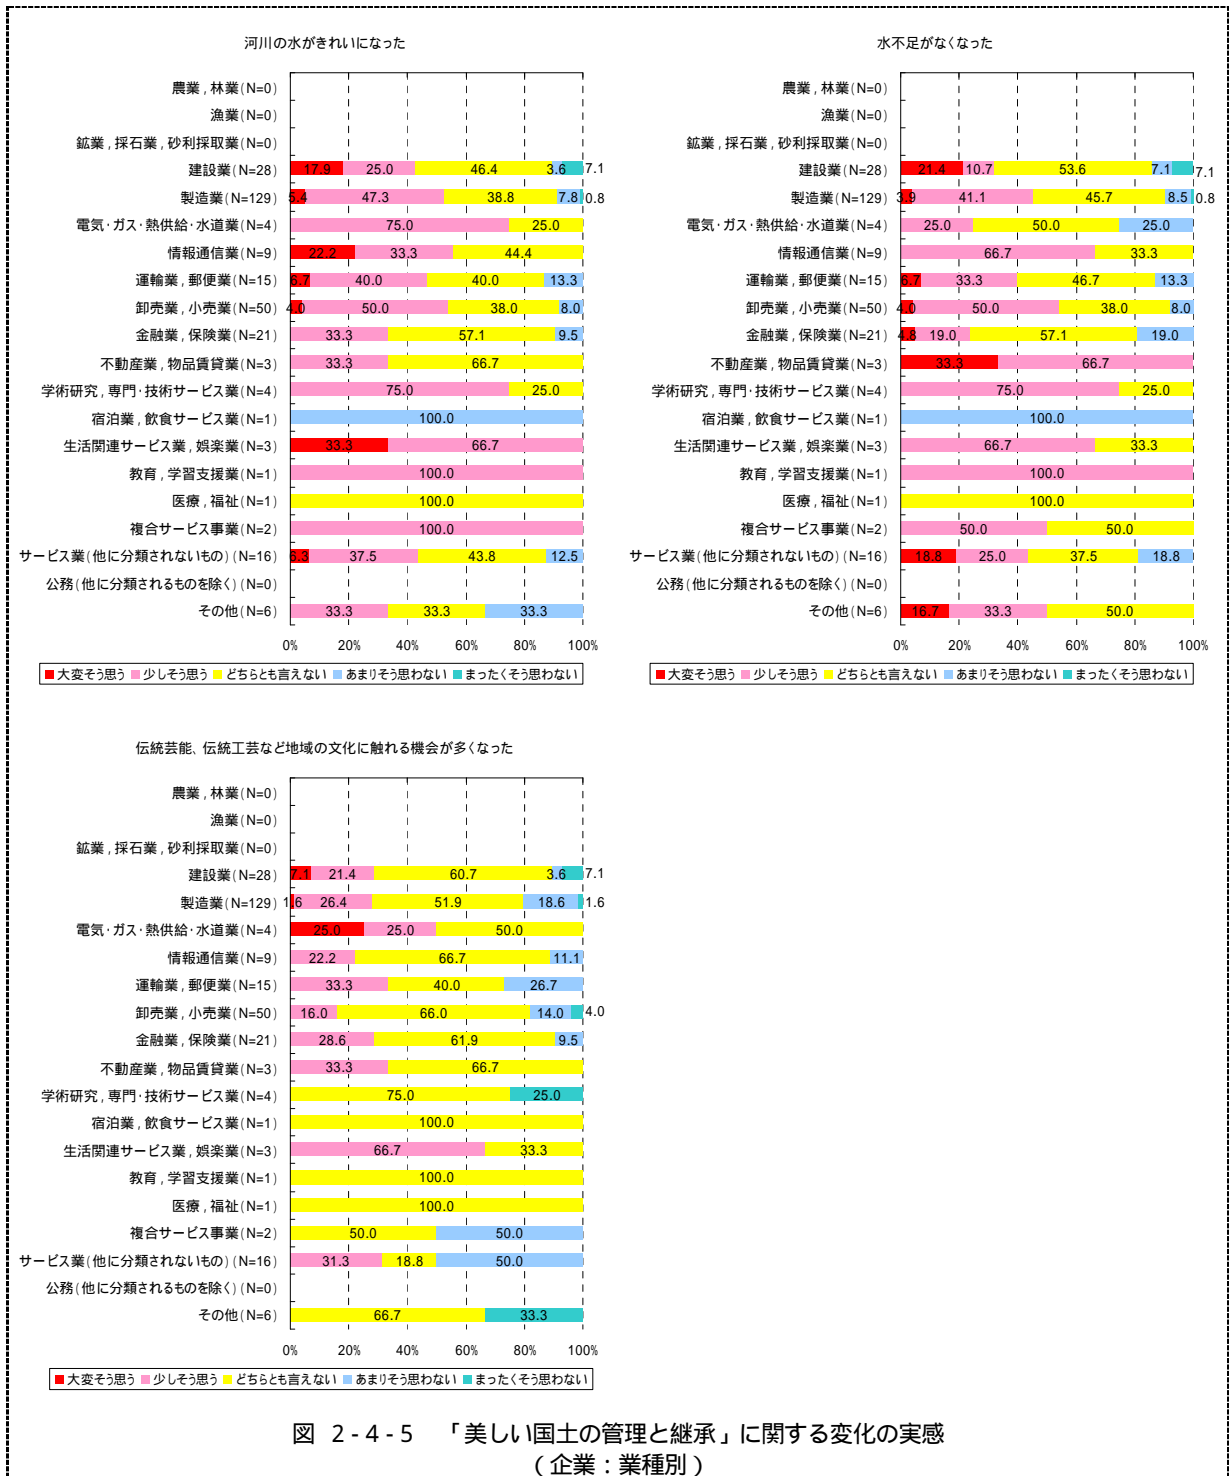 河川の水がきれいになった
農業,林業(N=0)
漁業(N=0)
鉱業,採石業,砂利採取業(N=0)
建設業(N=28) 17.9 25.0 46.4 3.6 7.1
製造業(N=129) 5.4 47.3 38.8 7.8 0.8
電気・ガス・熱供給・水道業(N=4) 75.0 25.0
情報通信業(N=9) 22.2 33.3 44.4
運輸業,郵便業(N=15) 6.7 40.0 40.0 13.3
卸売業,小売業(N=50) 4.0 50.0 38.0 8.0
金融業,保険業(N=21) 33.3 57.1 9.5
不動産業,物品賃貸業(N=3) 33.3 66.7
学術研究,専門・技術サービス業(N=4) 75.0 25.0
宿泊業,飲食サービス業(N=1) 100.0
生活関連サービス業,娯楽業(N=3) 33.3 66.7
教育,学習支援業(N=1) 100.0
医療,福祉(N=1) 100.0
複合サービス事業(N=2) 100.0
サービス業(他に分類されないもの)(N=16) 6.3 37.5 43.8 12.5
公務(他に分類されるものを除く)(N=0)
その他(N=6) 33.3 33.3 33.3
0% 20% 40% 60% 80% 100%
大変そう思う 少しそう思う どちらとも言えない あまりそう思わない まったくそう思わない
水不足がなくなった
農業,林業(N=0)
漁業(N=0)
鉱業,採石業,砂利採取業(N=0)
建設業(N=28) 21.4 10.7 53.6 7.1 7.1
製造業(N=129) 3.9 41.1 45.7 8.5 0.8
電気・ガス・熱供給・水道業(N=4) 25.0 50.0 25.0
情報通信業(N=9) 66.7 33.3
運輸業,郵便業(N=15) 6.7 33.3 46.7 13.3
卸売業,小売業(N=50) 4.0 50.0 38.0 8.0
金融業,保険業(N=21) 4.8 19.0 57.1 19.0
不動産業,物品賃貸業(N=3) 33.3 66.7
学術研究,専門・技術サービス業(N=4) 75.0 25.0
宿泊業,飲食サービス業(N=1) 100.0
生活関連サービス業,娯楽業(N=3) 66.7 33.3
教育,学習支援業(N=1) 100.0
医療,福祉(N=1) 100.0
複合サービス事業(N=2) 50.0 50.0
サービス業(他に分類されないもの)(N=16) 18.8 25.0 37.5 18.8
公務(他に分類されるものを除く)(N=0)
その他(N=6) 16.7 33.3 50.0
0% 20% 40% 60% 80% 100%
大変そう思う 少しそう思う どちらとも言えない あまりそう思わない まったくそう思わない
伝統芸能、伝統工芸など地域の文化に触れる機会が多くなった
農業,林業(N=0)
漁業(N=0)
鉱業,採石業,砂利採取業(N=0)
建設業(N=28) 7.1 21.4 60.7 3.6 7.1
製造業(N=129) 1.6 26.4 51.9 18.6 1.6
電気・ガス・熱供給・水道業(N=4) 25.0 25.0 50.0
情報通信業(N=9) 22.2 66.7 11.1
運輸業,郵便業(N=15) 33.3 40.0 26.7
卸売業,小売業(N=50) 16.0 66.0 14.0 4.0
金融業,保険業(N=21) 28.6 61.9 9.5
不動産業,物品賃貸業(N=3) 33.3 66.7
学術研究,専門・技術サービス業(N=4) 75.0 25.0
宿泊業,飲食サービス業(N=1) 100.0
生活関連サービス業,娯楽業(N=3) 66.7 33.3
教育,学習支援業(N=1) 100.0
医療,福祉(N=1) 100.0
複合サービス事業(N=2) 50.0 50.0
サービス業(他に分類されないもの)(N=16) 31.3 18.8 50.0
公務(他に分類されるものを除く)(N=0)
その他(N=6) 66.7 33.3
0% 20% 40% 60% 80% 100%
大変そう思う 少しそう思う どちらとも言えない あまりそう思わない まったくそう思わない
図 2-4-5 「美しい国土の管理と継承」に関する変化の実感
(企業:業種別)